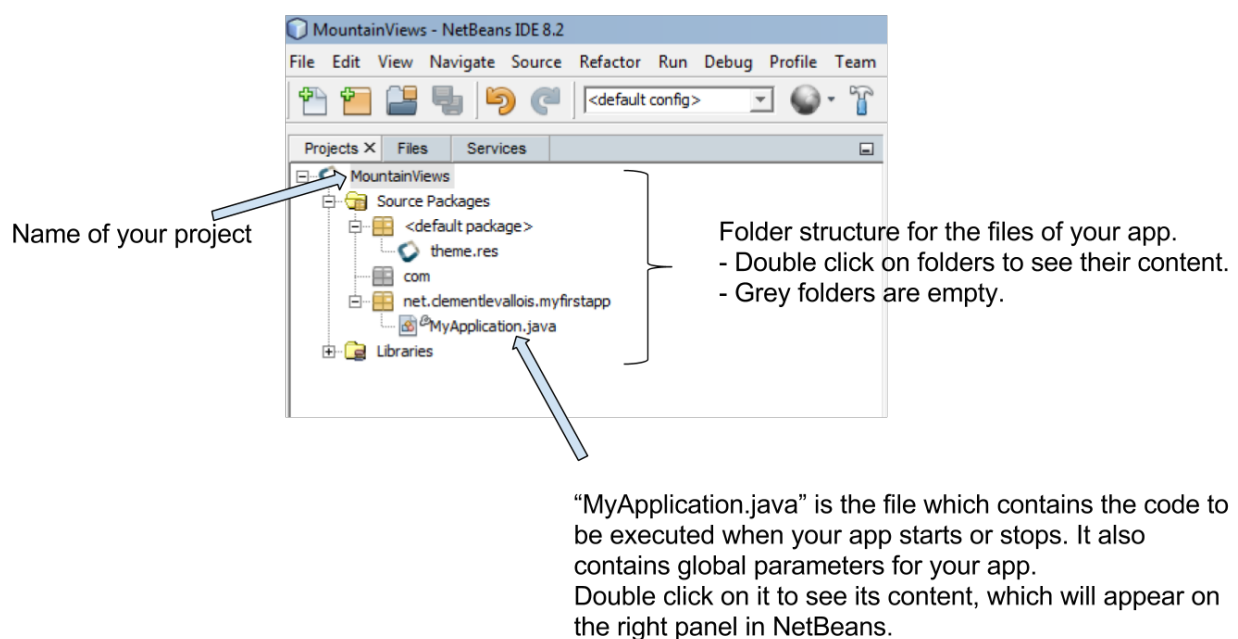 MountainViews - NetBeans IDE 8.2
File Edit View Navigate Source Refactor Run Debug Profile Team
<default config>
Projects X Files Services
MountainViews
Source Packages
<default package>
theme.res
com
net.clementlevallois.myfirstapp
MyApplication.java
Libraries
Name of your project
Folder structure for the files of your app.
- Double click on folders to see their content.
- Grey folders are empty.
“MyApplication.java” is the file which contains the code to
be executed when your app starts or stops. It also
contains global parameters for your app.
Double click on it to see its content, which will appear on
the right panel in NetBeans.